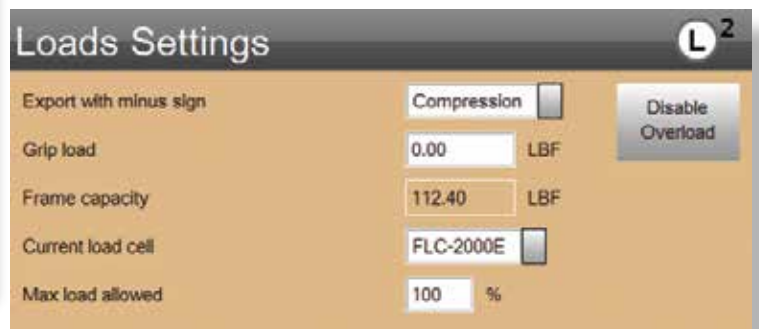 Loads Settings L2
Export with minus sign Compression
Disable
Overload
Grip load 0.00 LBF
Frame capacity 112.40 LBF
Current load cell FLC-2000E
Max load allowed 100 %